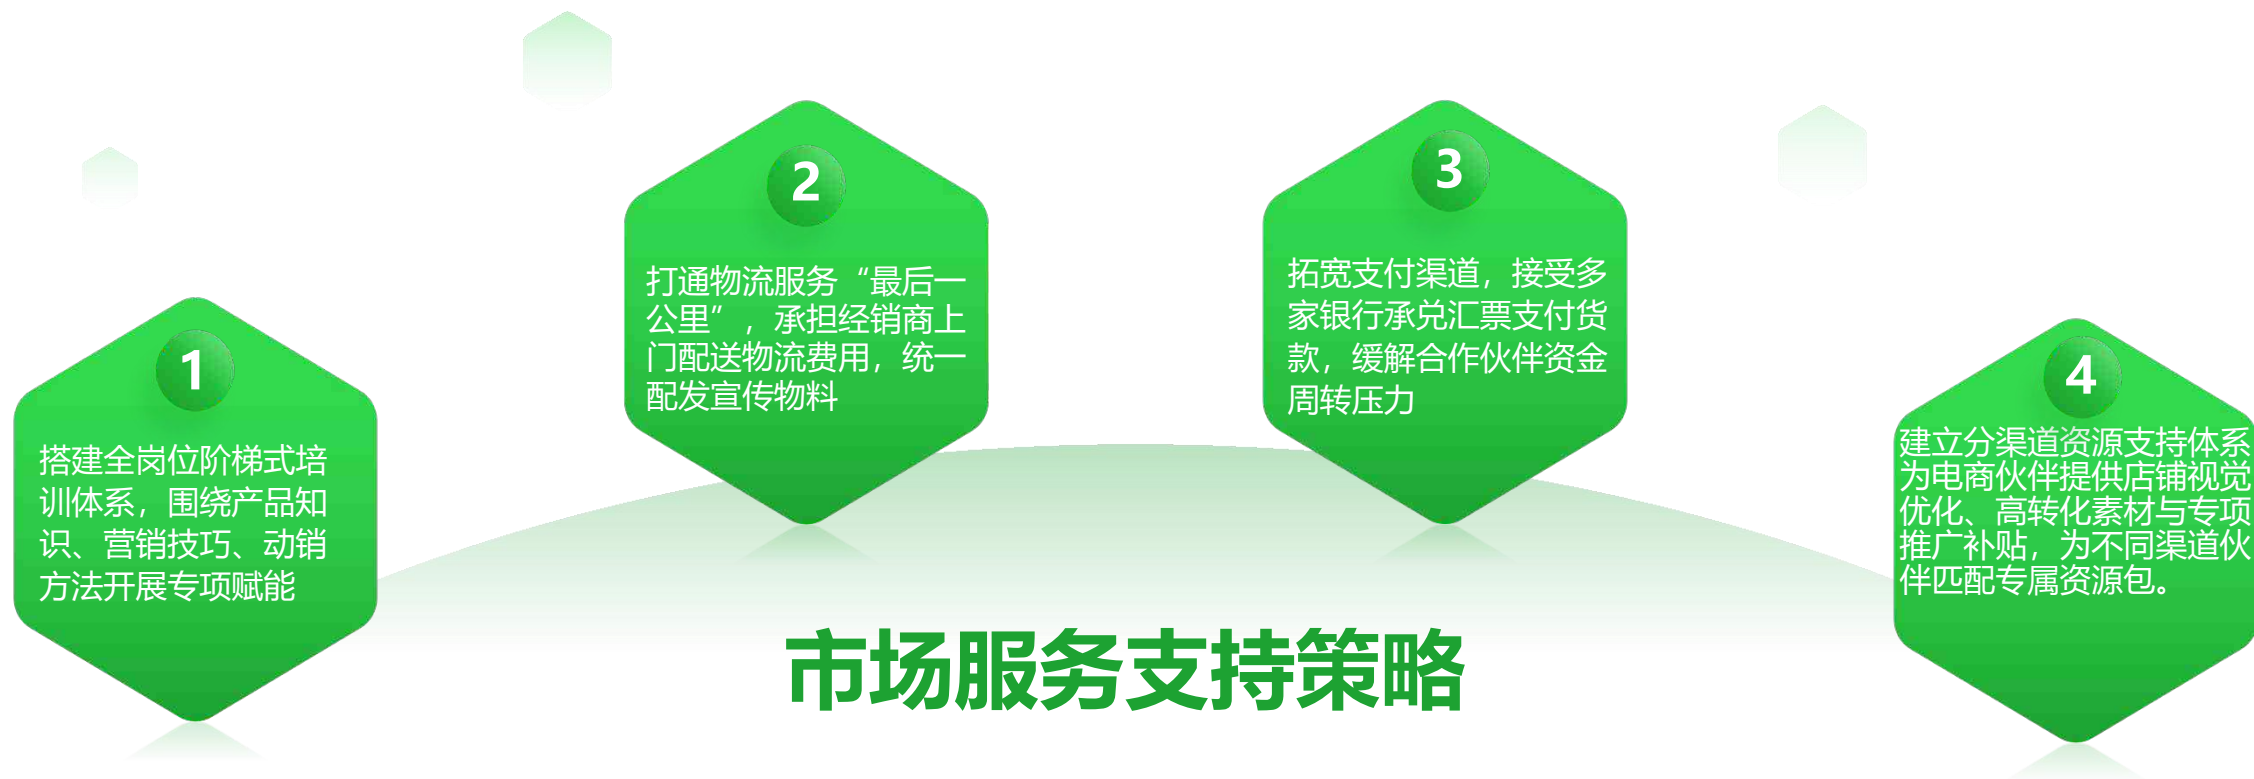 1
搭建全岗位阶梯式培
训体系，围绕产品知
识、营销技巧、动销
方法开展专项赋能
2
打通物流服务“最后一
公里”，承担经销商上
门配送物流费用，统一
配发宣传物料
3
拓宽支付渠道，接受多
家银行承兑汇票支付货
款，缓解合作伙伴资金
周转压力
4
建立分渠道资源支持体系
为电商伙伴提供店铺视觉
优化、高转化素材与专项
推广补贴，为不同渠道伙
伴匹配专属资源包。
市场服务支持策略